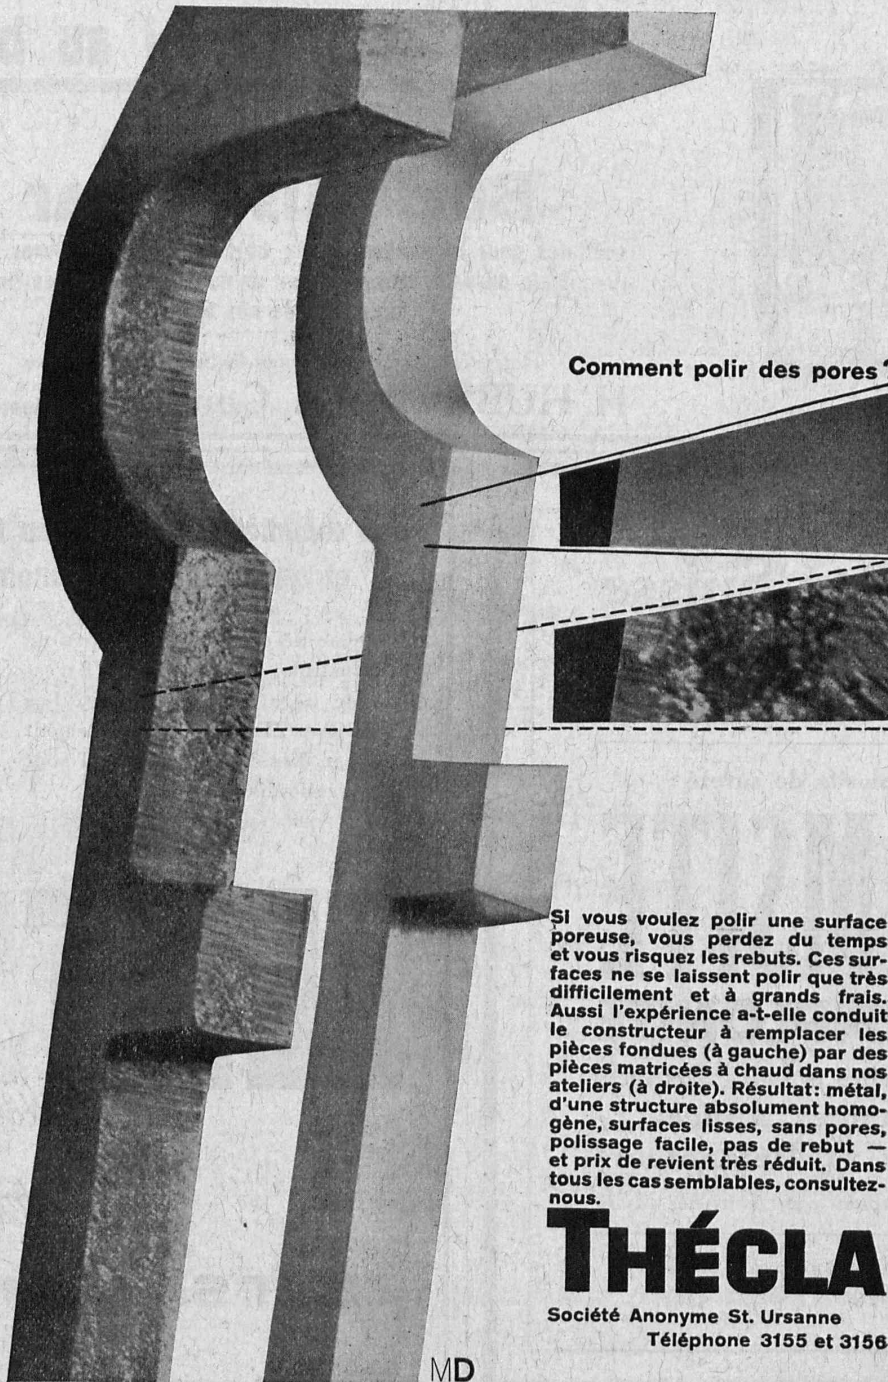 Comment polir des pores?
Si vous voulez polir une surface
poreuse, vous perdez du temps
et vous risquez les rebuts. Ces sur-
faces ne se laissent polir que très
difficilement et à grands frais.
Aussi l'expérience a-t-elle conduit
le constructeur à remplacer les
pièces fondues (à gauche) par des
pièces matricées à chaud dans nos
ateliers (à droite). Résultat: métal,
d'une structure absolument homo-
gène, surfaces lisses, sans pores,
polissage facile, pas de rebut —
et prix de revient très réduit. Dans
tous les cas semblables, consultez-
nous.
THÉCLA
Société Anonyme St. Ursanne
Téléphone 3155 et 3156
MD